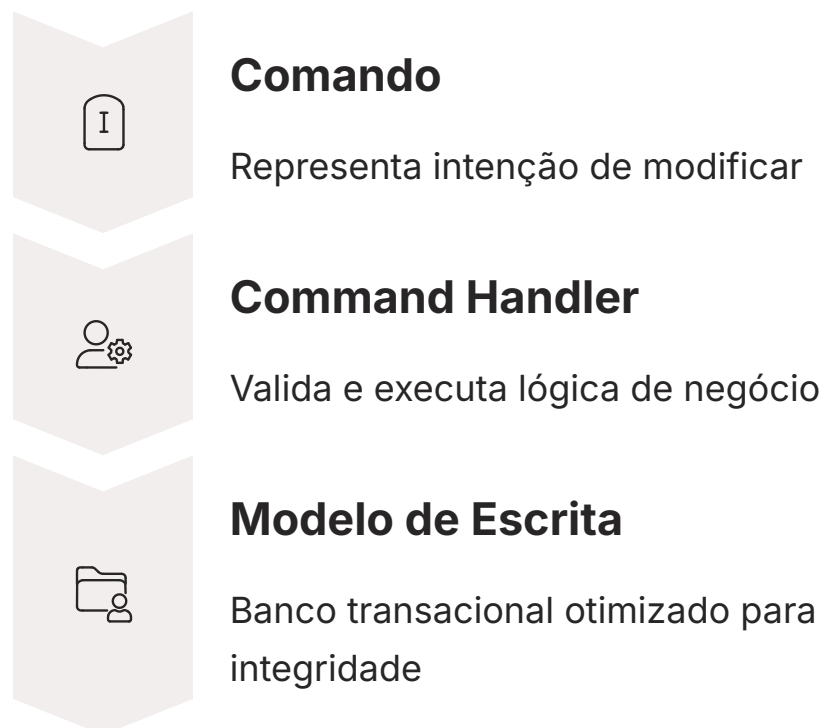 Comando
Representa intenção de modificar
Command Handler
Valida e executa lógica de negócio
Modelo de Escrita
Banco transacional otimizado para
integridade